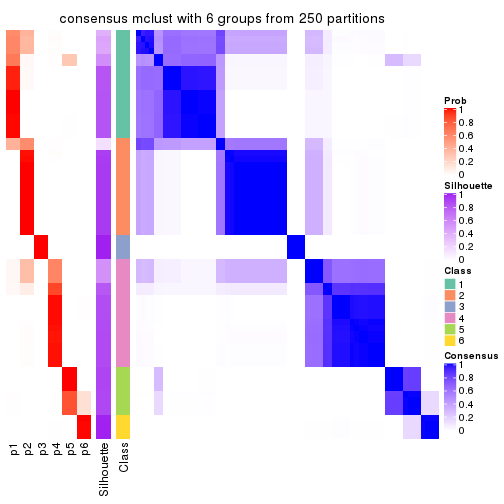 consensus mclust with 6 groups from 250 partitions
Prob
1
0.8
0.6
0.4
0.2
0
Silhouette
1
0.8
0.6
0.4
0.2
0
Class
1
2
3
4
5
6
Consensus
1
0.8
0.6
0.4
0.2
0
p1
p2
p3
p4
p5
p6
Silhouette
Class